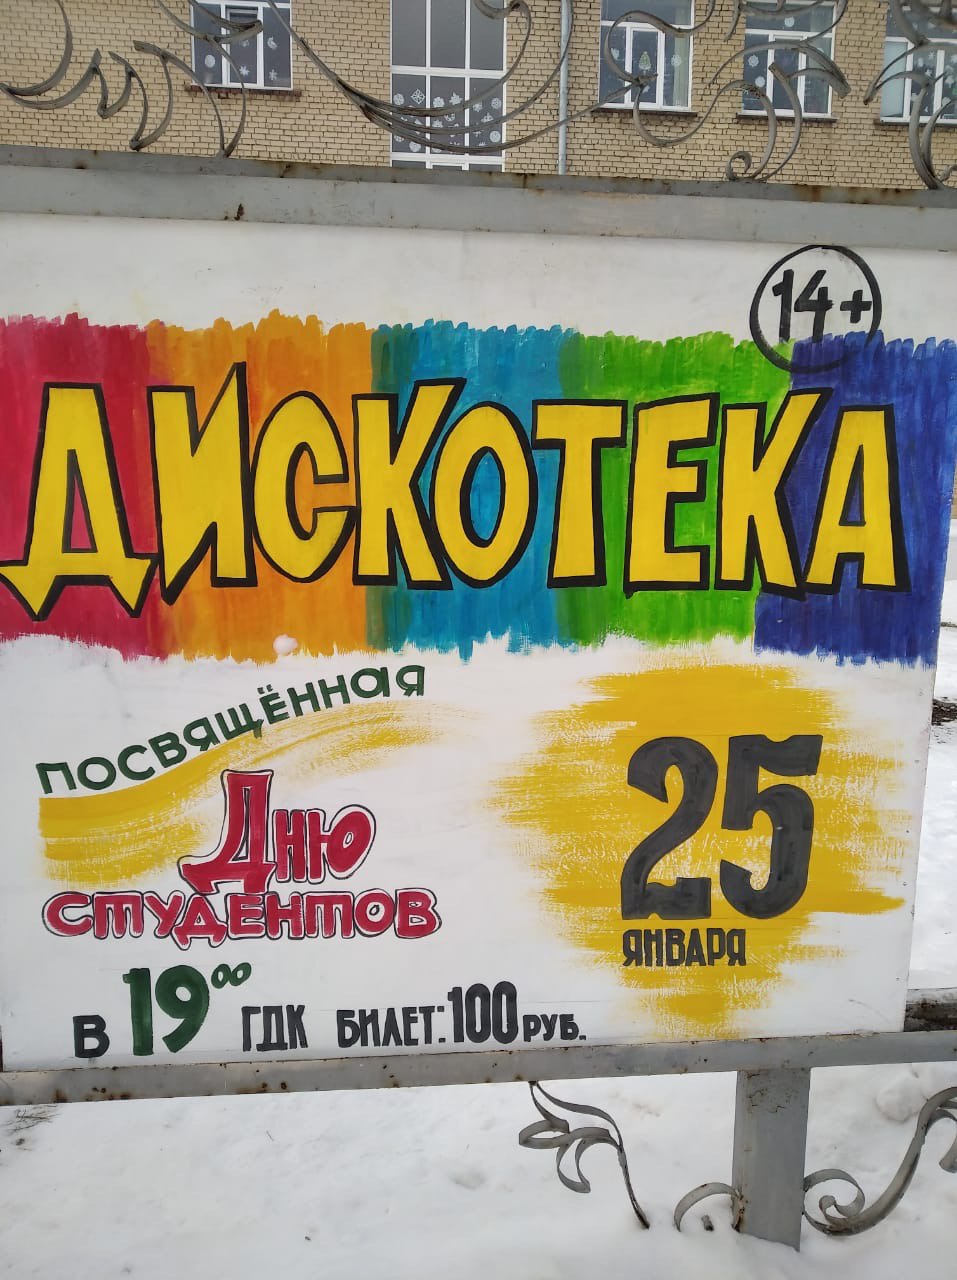 14+
ДИСКОТЕКА
ПОСВЯЩЁННАЯ
Дню
студентов
25
ЯНВАРЯ
В 19⁰⁰ ГДК БИЛЕТ: 100 РУБ.